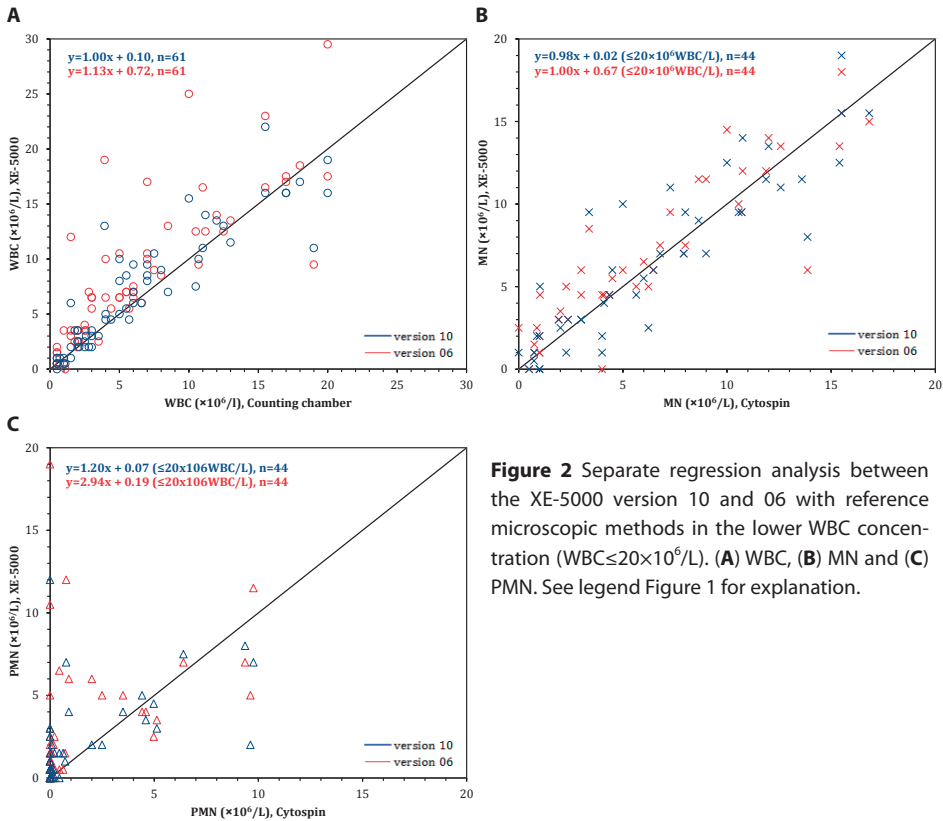 A
y=1.00x + 0.10, n=61
y=1.13x + 0.72, n=61
30
25
20
15
10
5
0
WBC (×10⁶/L), XE-5000
0 5 10 15 20 25 30
WBC (×10⁶/l), Counting chamber
version 10
version 06
B
y=0.98x + 0.02 (≤20×10⁶WBC/L), n=44
y=1.00x + 0.67 (≤20×10⁶WBC/L), n=44
20
15
10
5
0
MN (×10⁶/L), XE-5000
0 5 10 15 20
MN (×10⁶/L), Cytospin
version 10
version 06
C
y=1.20x + 0.07 (≤20x106WBC/L), n=44
y=2.94x + 0.19 (≤20x106WBC/L), n=44
20
15
10
5
0
PMN (×10⁶/L), XE-5000
0 5 10 15 20
PMN (×10⁶/L), Cytospin
version 10
version 06
Figure 2 Separate regression analysis between
the XE-5000 version 10 and 06 with reference
microscopic methods in the lower WBC concen-
tration (WBC≤20×10⁶/L). (A) WBC, (B) MN and (C)
PMN. See legend Figure 1 for explanation.